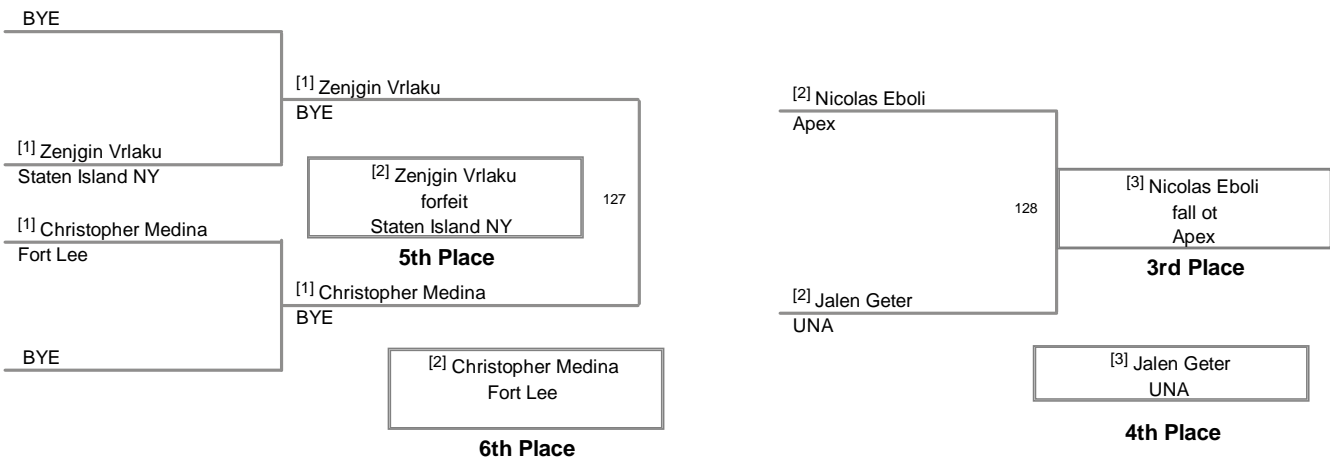 BYE
[1] Zenjgin Vrlaku
BYE
[1] Zenjgin Vrlaku
Staten Island NY
[2] Zenjgin Vrlaku
forfeit
Staten Island NY
5th Place
127
[1] Christopher Medina
Fort Lee
[1] Christopher Medina
BYE
BYE
[2] Christopher Medina
Fort Lee
6th Place
[2] Nicolas Eboli
Apex
128
[3] Nicolas Eboli
fall ot
Apex
3rd Place
[2] Jalen Geter
UNA
[3] Jalen Geter
UNA
4th Place